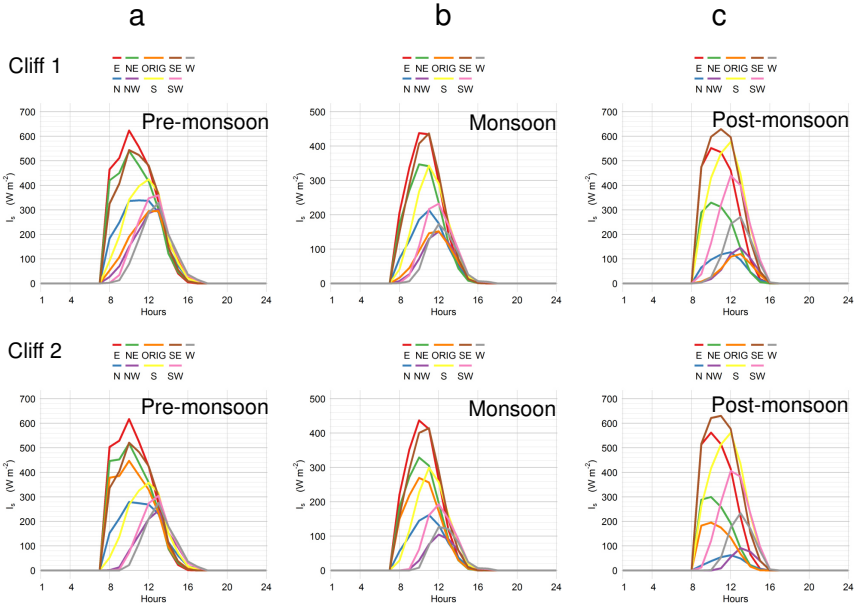 a b c
Cliff 1
E NE ORIG SE W
N NW S SW
E NE ORIG SE W
N NW S SW
E NE ORIG SE W
N NW S SW
Pre-monsoon
700
600
500
400
300
200
100
0
Is (W m-2)
1 4 8 12 16 20 24
Hours
Monsoon
500
400
300
200
100
0
Is (W m-2)
1 4 8 12 16 20 24
Hours
Post-monsoon
700
600
500
400
300
200
100
0
Is (W m-2)
1 4 8 12 16 20 24
Hours
Cliff 2
E NE ORIG SE W
N NW S SW
E NE ORIG SE W
N NW S SW
E NE ORIG SE W
N NW S SW
Pre-monsoon
700
600
500
400
300
200
100
0
Is (W m-2)
1 4 8 12 16 20 24
Hours
Monsoon
500
400
300
200
100
0
Is (W m-2)
1 4 8 12 16 20 24
Hours
Post-monsoon
700
600
500
400
300
200
100
0
Is (W m-2)
1 4 8 12 16 20 24
Hours